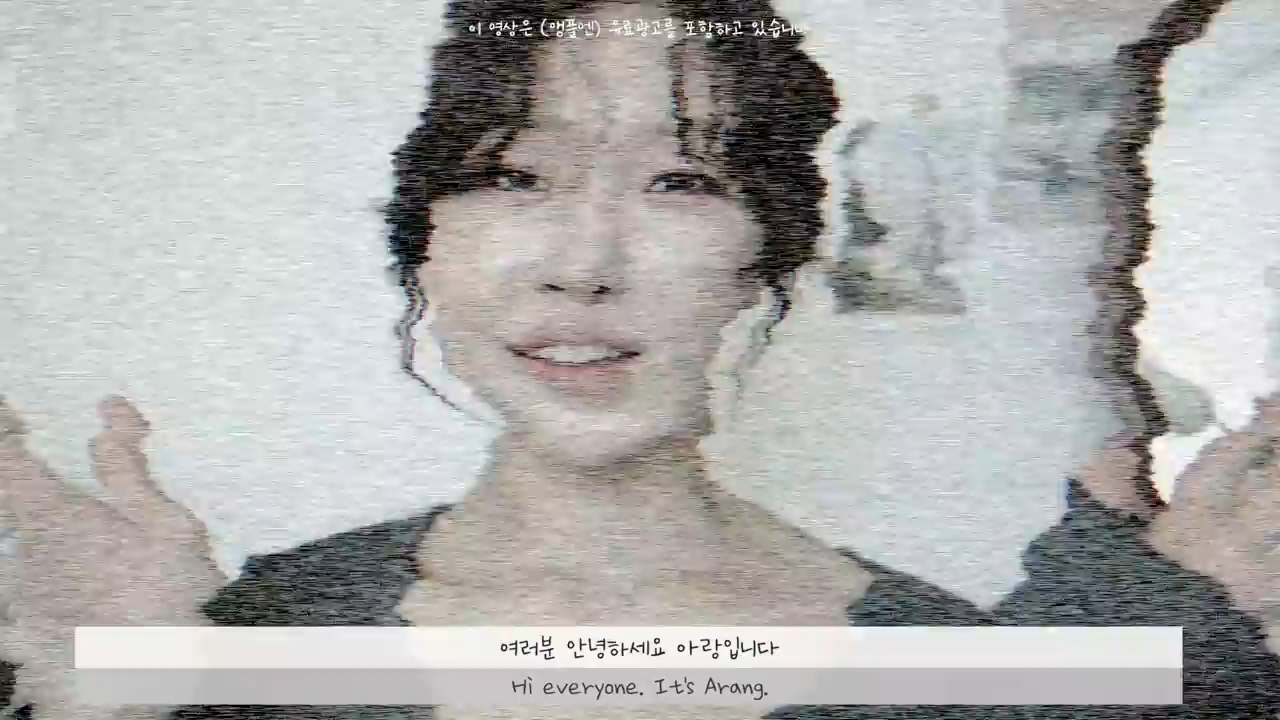 이 영상은 (앰플엔) 유료광고를 포함하고 있습니다
여러분 안녕하세요 아랑입니다
Hi everyone. It's Arang.